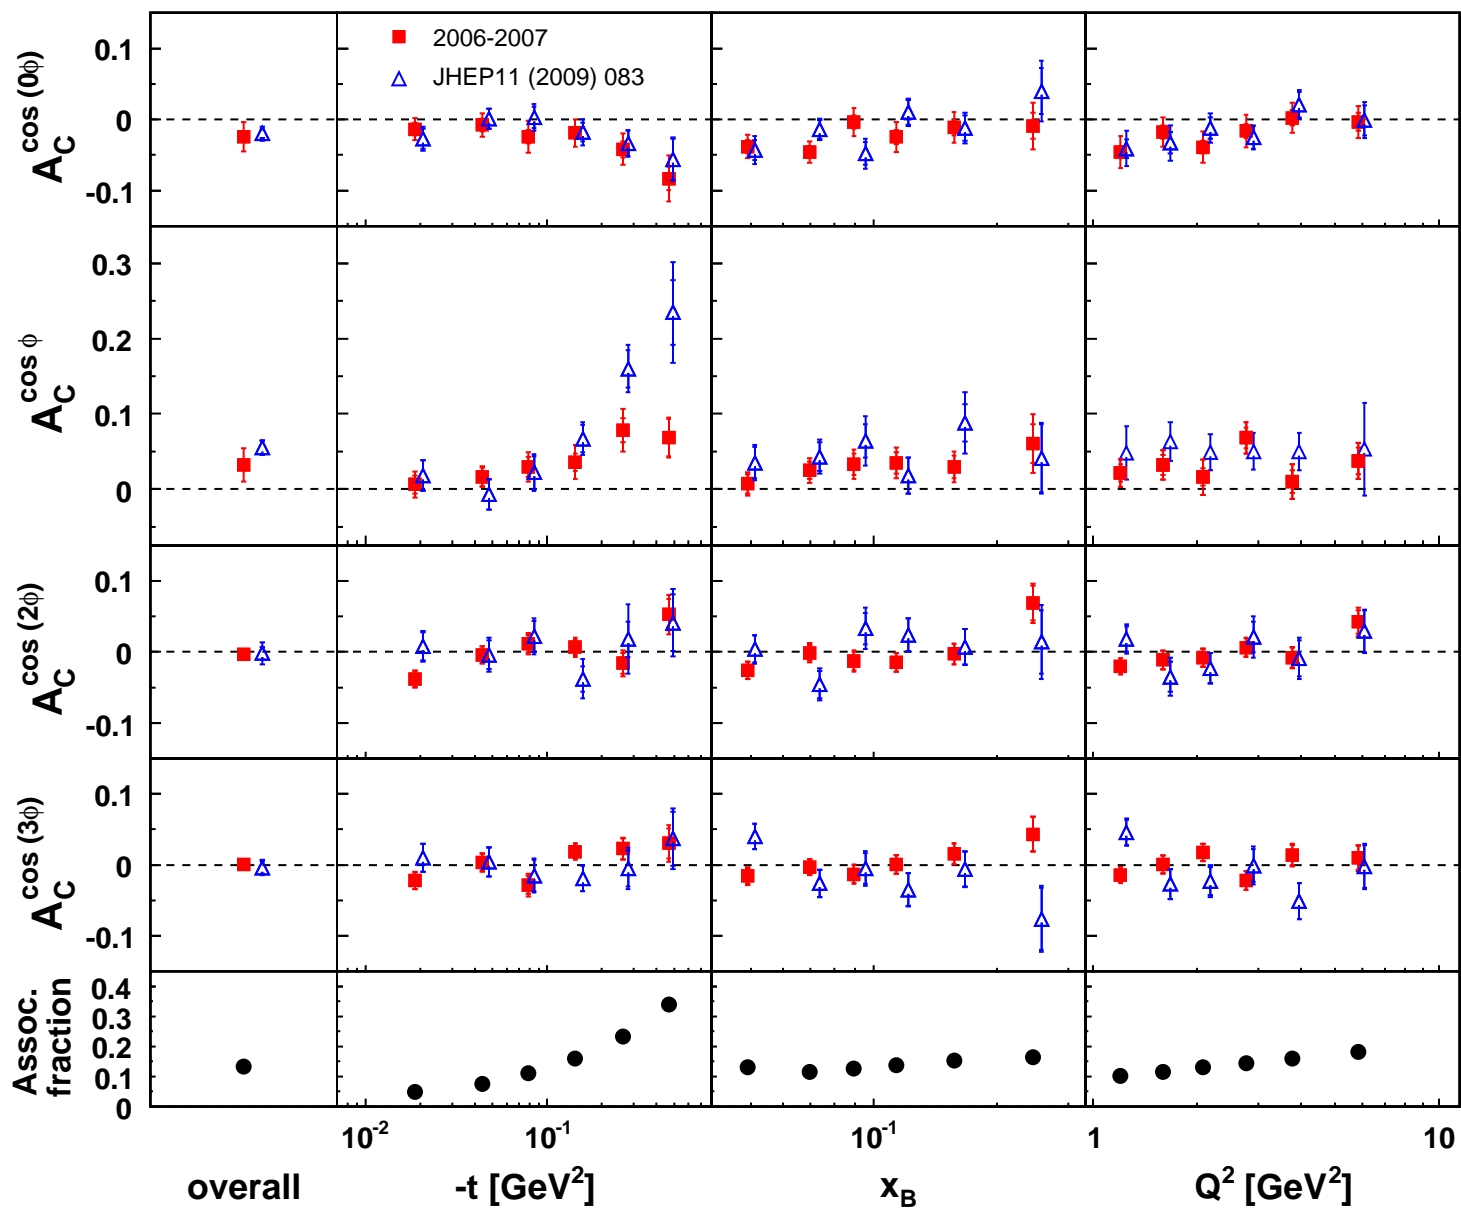 2006-2007
JHEP11 (2009) 083
A_C^cos (0ϕ)
0.1
0
-0.1
A_C^cos ϕ
0.3
0.2
0.1
0
A_C^cos (2ϕ)
0.1
0
-0.1
A_C^cos (3ϕ)
0.1
0
-0.1
Assoc.
fraction
0.4
0.3
0.2
0.1
0
10^-2 10^-1 10^-1 1 10
overall -t [GeV^2] x_B Q^2 [GeV^2]